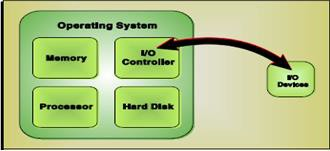 Operating System
Memory
I/O
Controller
Processor
Hard Disk
I/O
Devices